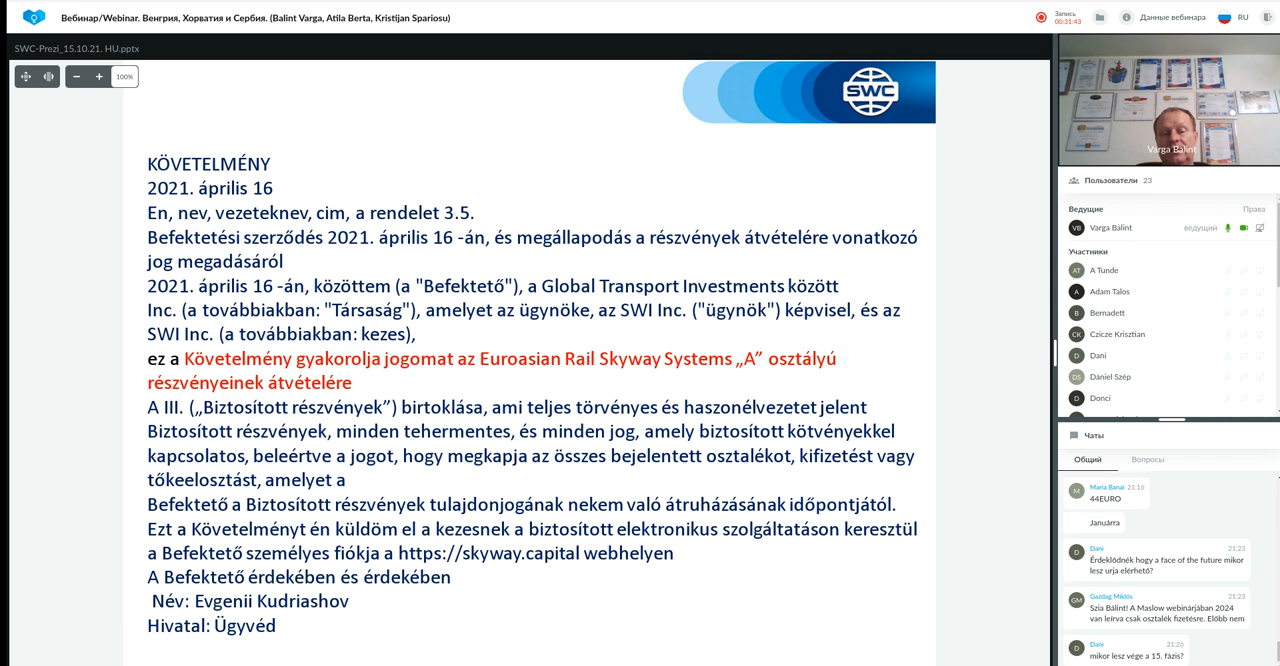 Вебинар/Webinar. Венгрия, Хорватия и Сербия. (Balint Varga, Atila Berta, Kristijan Spariosu)
Запись
00:31:43
Данные вебинара
RU
SWC-Prezi_15.10.21. HU.pptx
100%
SWC
KÖVETELMÉNY
2021. április 16
En, nev, vezeteknev, cim, a rendelet 3.5.
Befektetési szerződés 2021. április 16 -án, és megállapodás a részvények átvételére vonatkozó
jog megadásáról
2021. április 16 -án, közöttem (a "Befektető"), a Global Transport Investments között
Inc. (a továbbiakban: "Társaság"), amelyet az ügynöke, az SWI Inc. ("ügynök") képvisel, és az
SWI Inc. (a továbbiakban: kezes),
ez a Követelmény gyakorolja jogomat az Euroasian Rail Skyway Systems „A” osztályú
részvényeinek átvételére
A III. („Biztosított részvények”) birtoklása, ami teljes törvényes és haszonélvezetet jelent
Biztosított részvények, minden tehermentes, és minden jog, amely biztosított kötvényekkel
kapcsolatos, beleértve a jogot, hogy megkapja az összes bejelentett osztalékot, kifizetést vagy
tőkeelosztást, amelyet a
Befektető a Biztosított részvények tulajdonjogának nekem való átruházásának időpontjától.
Ezt a Követelményt én küldöm el a kezesnek a biztosított elektronikus szolgáltatáson keresztül
a Befektető személyes fiókja a https://skyway.capital webhelyen
A Befektető érdekében és érdekében
Név: Evgenii Kudriashov
Hivatal: Ügyvéd
Varga Balint
Пользователи 23
Ведущие Права
VB Varga Balint ведущий
Участники
AT A Tunde
A Adam Talos
B Bernadett
CK Czicze Krisztian
D Dani
DS Dániel Szép
D Donci
Чаты
Общий Вопросы
M Maria Banai 21:16
44EURO
Januárra
D Dani 21:23
Érdeklődnék hogy a face of the future mikor
lesz urja elérhető?
GM Gazdag Miklós 21:23
Szia Bálint! A Maslow webinárjában 2024
van leírva csak osztalék fizetésre. Előbb nem
D Dani 21:26
mikor lesz vége a 15. fázis?